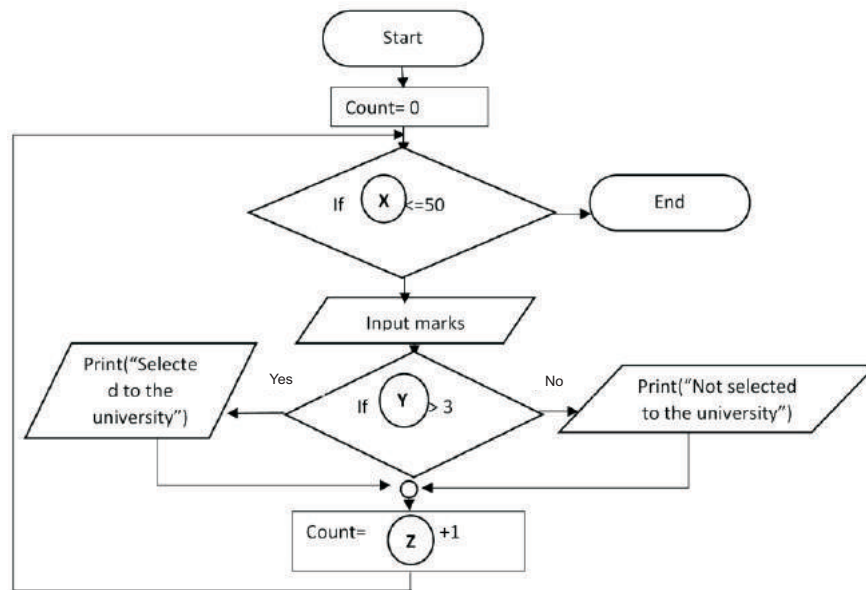 Start
Count= 0
If X <=50
End
Input marks
Print("Selecte
d to the
university")
Yes
If Y > 3
No
Print("Not selected
to the university")
Count= Z +1